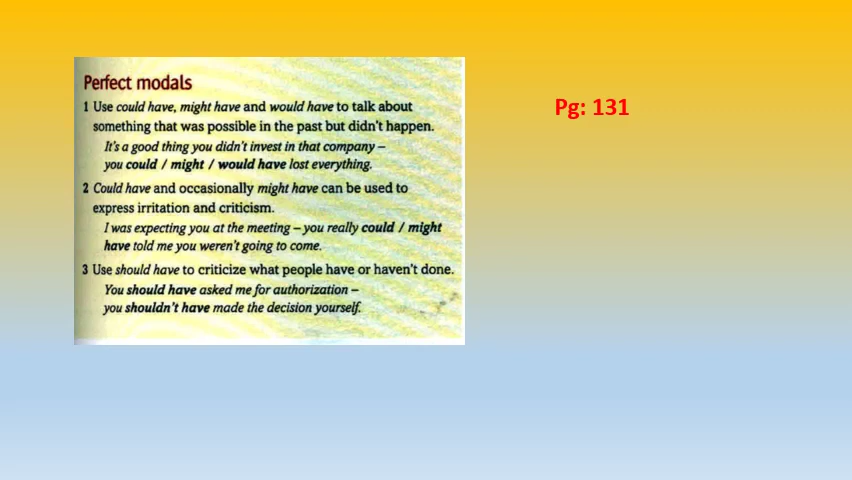 Perfect modals
1 Use could have, might have and would have to talk about
something that was possible in the past but didn't happen.
It's a good thing you didn't invest in that company –
you could / might / would have lost everything.
2 Could have and occasionally might have can be used to
express irritation and criticism.
I was expecting you at the meeting – you really could / might
have told me you weren't going to come.
3 Use should have to criticize what people have or haven't done.
You should have asked me for authorization –
you shouldn't have made the decision yourself.
Pg: 131